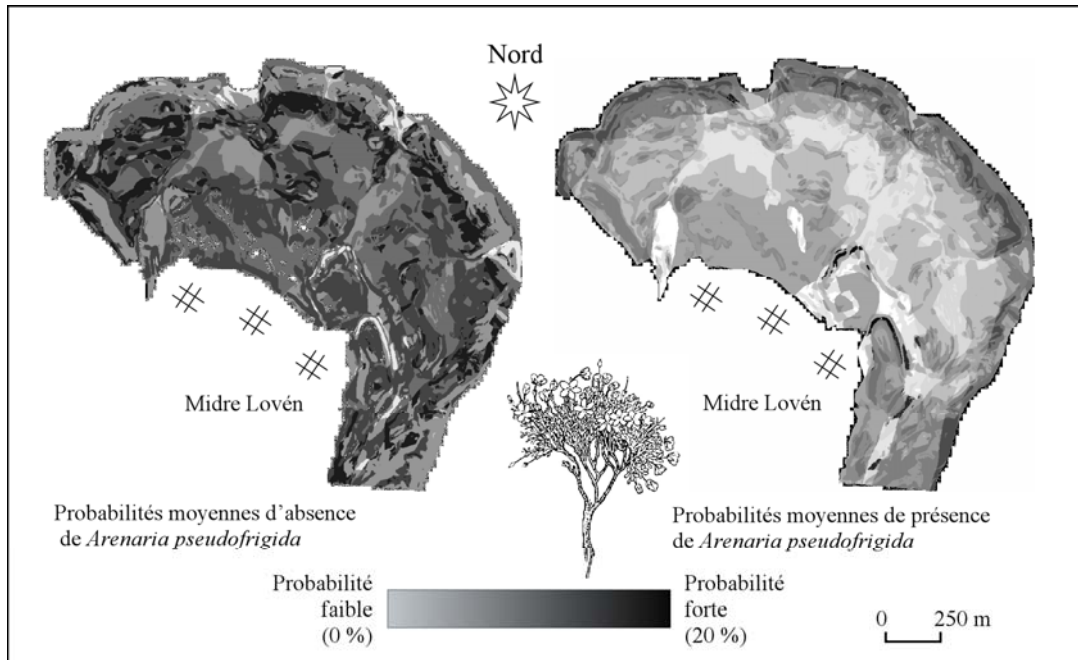 Nord
Midre Lovén
Midre Lovén
Probabilités moyennes d’absence
de Arenaria pseudofrigida
Probabilités moyennes de présence
de Arenaria pseudofrigida
Probabilité
faible
(0 %)
Probabilité
forte
(20 %)
0 250 m